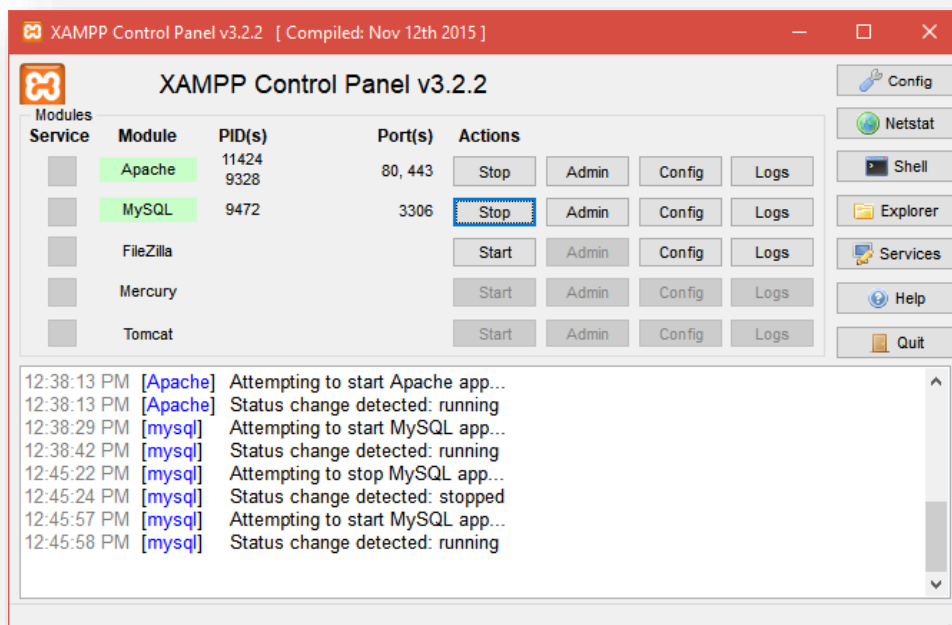 XAMPP Control Panel v3.2.2 [ Compiled: Nov 12th 2015 ]
XAMPP Control Panel v3.2.2
Config
Modules
Service Module PID(s) Port(s) Actions
Netstat
Apache 11424 9328 80, 443 Stop Admin Config Logs
Shell
MySQL 9472 3306 Stop Admin Config Logs
Explorer
FileZilla Start Admin Config Logs
Services
Mercury Start Admin Config Logs
Help
Tomcat Start Admin Config Logs
Quit
12:38:13 PM [Apache] Attempting to start Apache app...
12:38:13 PM [Apache] Status change detected: running
12:38:29 PM [mysql] Attempting to start MySQL app...
12:38:42 PM [mysql] Status change detected: running
12:45:22 PM [mysql] Attempting to stop MySQL app...
12:45:24 PM [mysql] Status change detected: stopped
12:45:57 PM [mysql] Attempting to start MySQL app...
12:45:58 PM [mysql] Status change detected: running